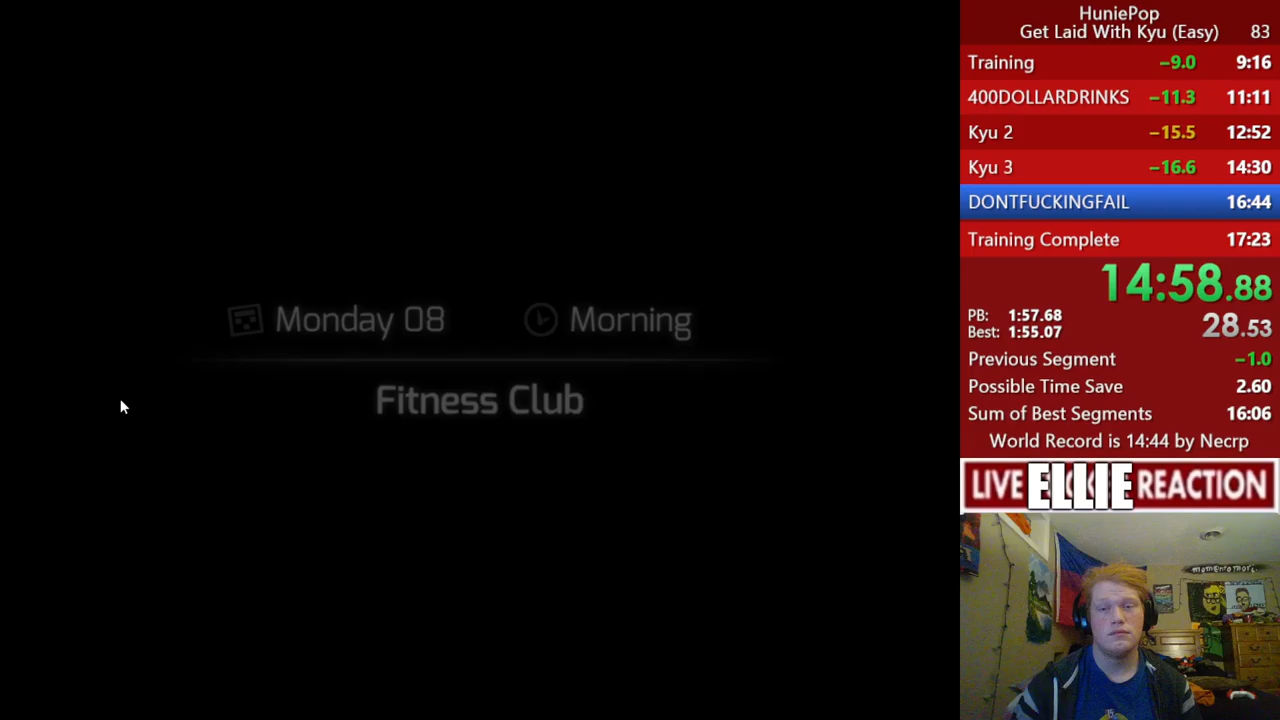 Monday 08 Morning
Fitness Club
HuniePop
Get Laid With Kyu (Easy) 83
Training -9.0 9:16
400DOLLARDRINKS -11.3 11:11
Kyu 2 -15.5 12:52
Kyu 3 -16.6 14:30
DONTFUCKINGFAIL 16:44
Training Complete 17:23
14:58.88
PB: 1:57.68
Best: 1:55.07
28.53
Previous Segment -1.0
Possible Time Save 2.60
Sum of Best Segments 16:06
World Record is 14:44 by Necrp
LIVE ELLIE REACTION